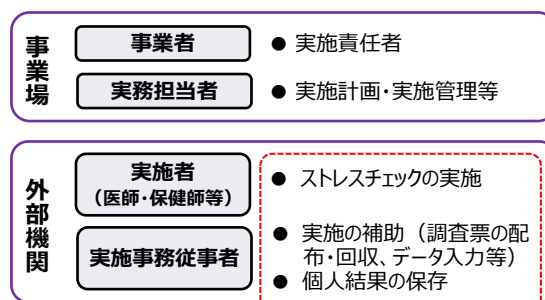 事業場
事業者
● 実施責任者
実務担当者
● 実施計画・実施管理等
外部機関
実施者
（医師・保健師等）
● ストレスチェックの実施
実施事務従事者
● 実施の補助（調査票の配
布・回収、データ入力等）
● 個人結果の保存